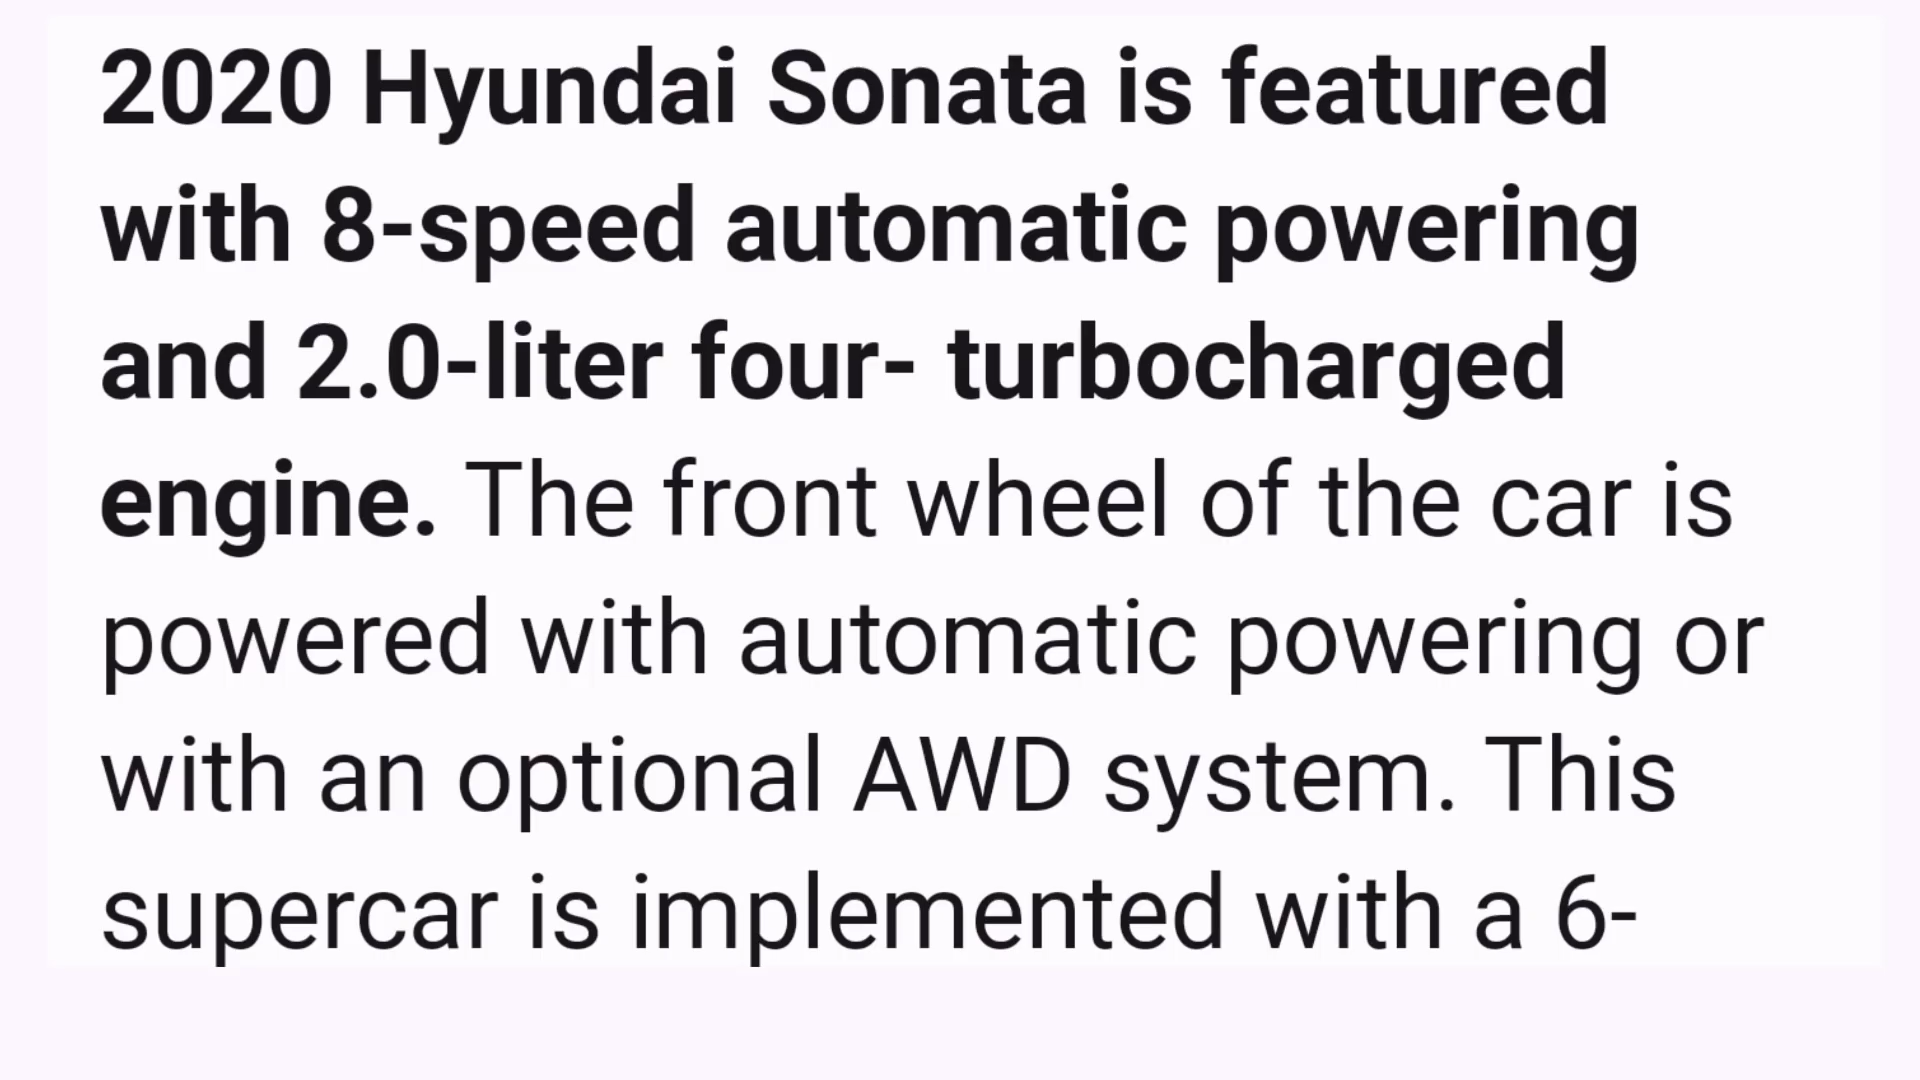 2020 Hyundai Sonata is featured
with 8-speed automatic powering
and 2.0-liter four- turbocharged
engine. The front wheel of the car is
powered with automatic powering or
with an optional AWD system. This
supercar is implemented with a 6-